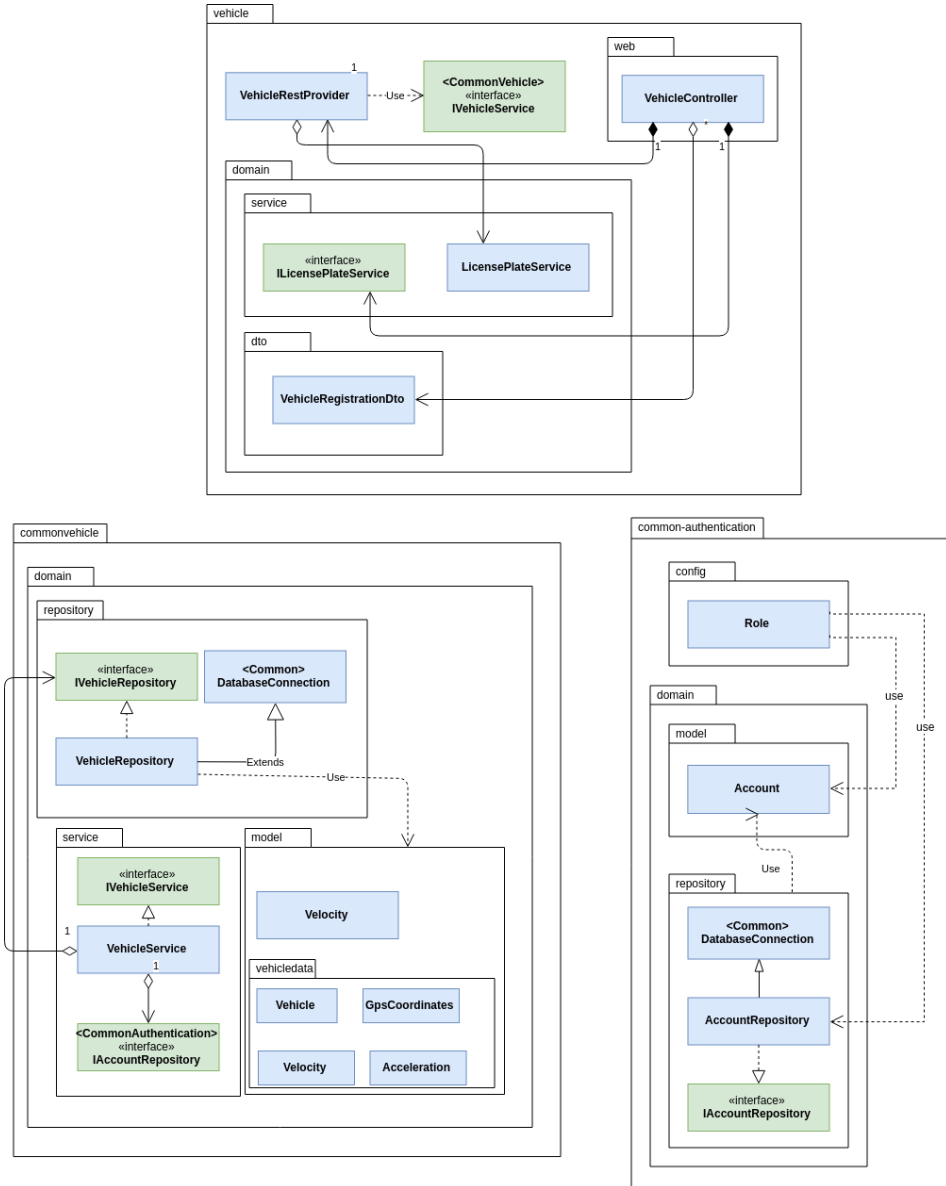 vehicle
web
1
VehicleRestProvider
Use
<CommonVehicle>
«interface»
IVehicleService
VehicleController
*
1
1
domain
service
«interface»
ILicensePlateService
LicensePlateService
dto
VehicleRegistrationDto
commonvehicle
domain
repository
«interface»
IVehicleRepository
<Common>
DatabaseConnection
VehicleRepository
Extends
Use
service
«interface»
IVehicleService
1
VehicleService
1
<CommonAuthentication>
«interface»
IAccountRepository
model
Velocity
vehicledata
Vehicle
GpsCoordinates
Velocity
Acceleration
common-authentication
config
Role
use
use
domain
model
Account
Use
repository
<Common>
DatabaseConnection
AccountRepository
«interface»
IAccountRepository